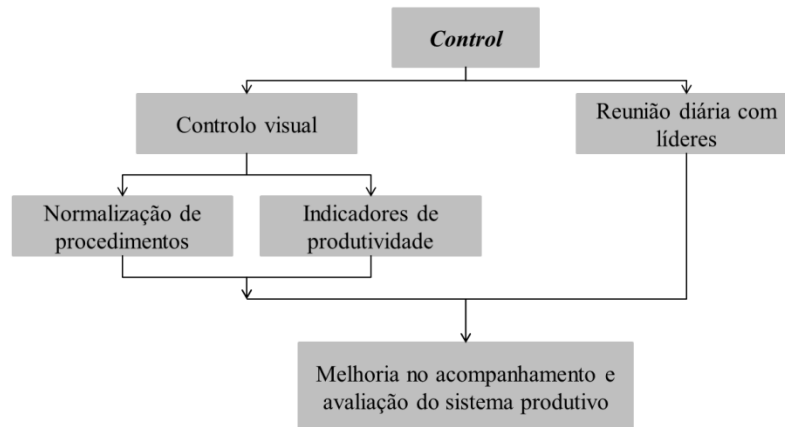 Control
Controlo visual
Reunião diária com
líderes
Normalização de
procedimentos
Indicadores de
produtividade
Melhoria no acompanhamento e
avaliação do sistema produtivo